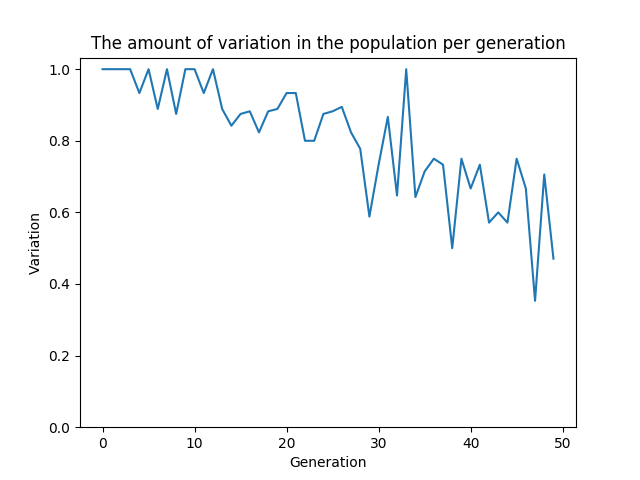 The amount of variation in the population per generation
1.0
0.8
0.6
0.4
0.2
0.0
Variation
0 10 20 30 40 50
Generation